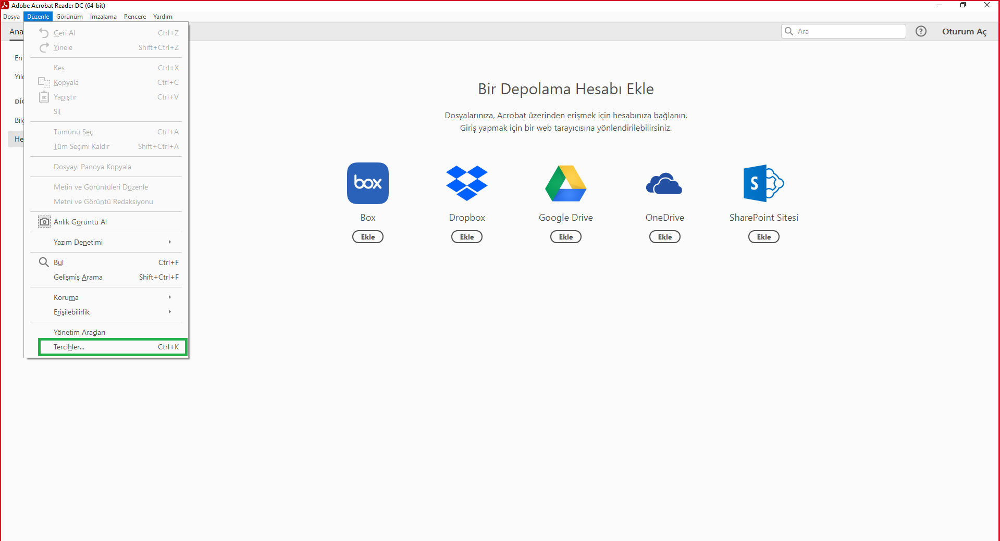 Adobe Acrobat Reader DC (64-bit)
Dosya Düzenle Görünüm İmzalama Pencere Yardım
Ana
Ara
?
Oturum Aç
En
DİĞ
He
Geri Al Ctrl+Z
Yinele Shift+Ctrl+Z
Kes Ctrl+X
Kopyala Ctrl+C
Yapıştır Ctrl+V
Sil
Tümünü Seç Ctrl+A
Tüm Seçimi Kaldır Shift+Ctrl+A
Dosyayı Panoya Kopyala
Metin ve Görüntüleri Düzenle
Metni ve Görüntü Redaksiyonu
Anlık Görüntü Al
Yazım Denetimi
Bul Ctrl+F
Gelişmiş Arama Shift+Ctrl+F
Koruma
Erişilebilirlik
Yönetim Araçları
Tercihler... Ctrl+K
Bir Depolama Hesabı Ekle
Dosyalarınıza, Acrobat üzerinden erişmek için hesabınıza bağlanın.
Giriş yapmak için bir web tarayıcısına yönlendirilebilirsiniz.
box
S
Box Dropbox Google Drive OneDrive SharePoint Sitesi
Ekle Ekle Ekle Ekle Ekle